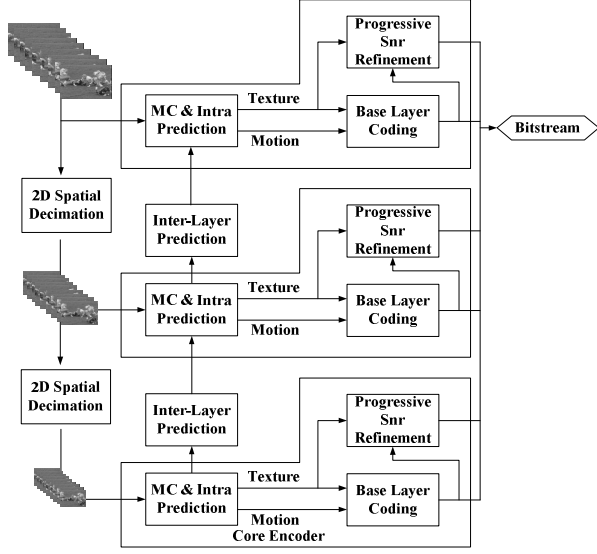 Progressive
Snr
Refinement
Texture
MC & Intra
Prediction
Motion
Base Layer
Coding
Bitstream
2D Spatial
Decimation
Inter-Layer
Prediction
Progressive
Snr
Refinement
Texture
MC & Intra
Prediction
Motion
Base Layer
Coding
2D Spatial
Decimation
Inter-Layer
Prediction
Progressive
Snr
Refinement
Texture
MC & Intra
Prediction
Motion
Base Layer
Coding
Core Encoder